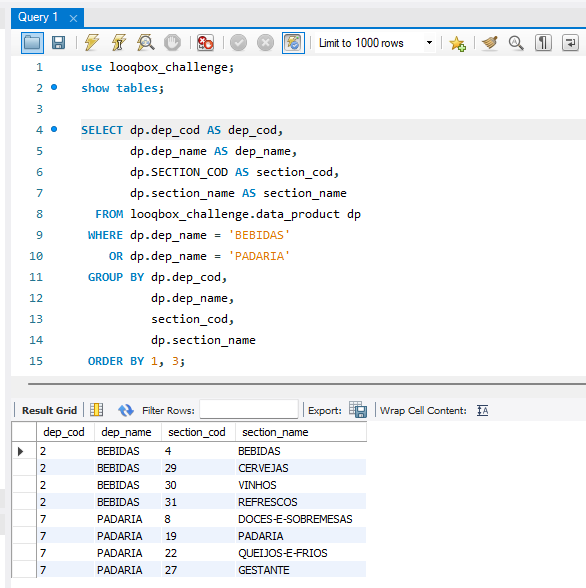 Query 1
Limit to 1000 rows
1 use looqbox_challenge;
2 show tables;
3
4 SELECT dp.dep_cod AS dep_cod,
5 dp.dep_name AS dep_name,
6 dp.SECTION_COD AS section_cod,
7 dp.section_name AS section_name
8 FROM looqbox_challenge.data_product dp
9 WHERE dp.dep_name = 'BEBIDAS'
10 OR dp.dep_name = 'PADARIA'
11 GROUP BY dp.dep_cod,
12 dp.dep_name,
13 section_cod,
14 dp.section_name
15 ORDER BY 1, 3;
Result Grid Filter Rows: Export: Wrap Cell Content: IA
dep_cod dep_name section_cod section_name
2 BEBIDAS 4 BEBIDAS
2 BEBIDAS 29 CERVEJAS
2 BEBIDAS 30 VINHOS
2 BEBIDAS 31 REFRESCOS
7 PADARIA 8 DOCES-E-SOBREMESAS
7 PADARIA 19 PADARIA
7 PADARIA 22 QUEIJOS-E-FRIOS
7 PADARIA 27 GESTANTE